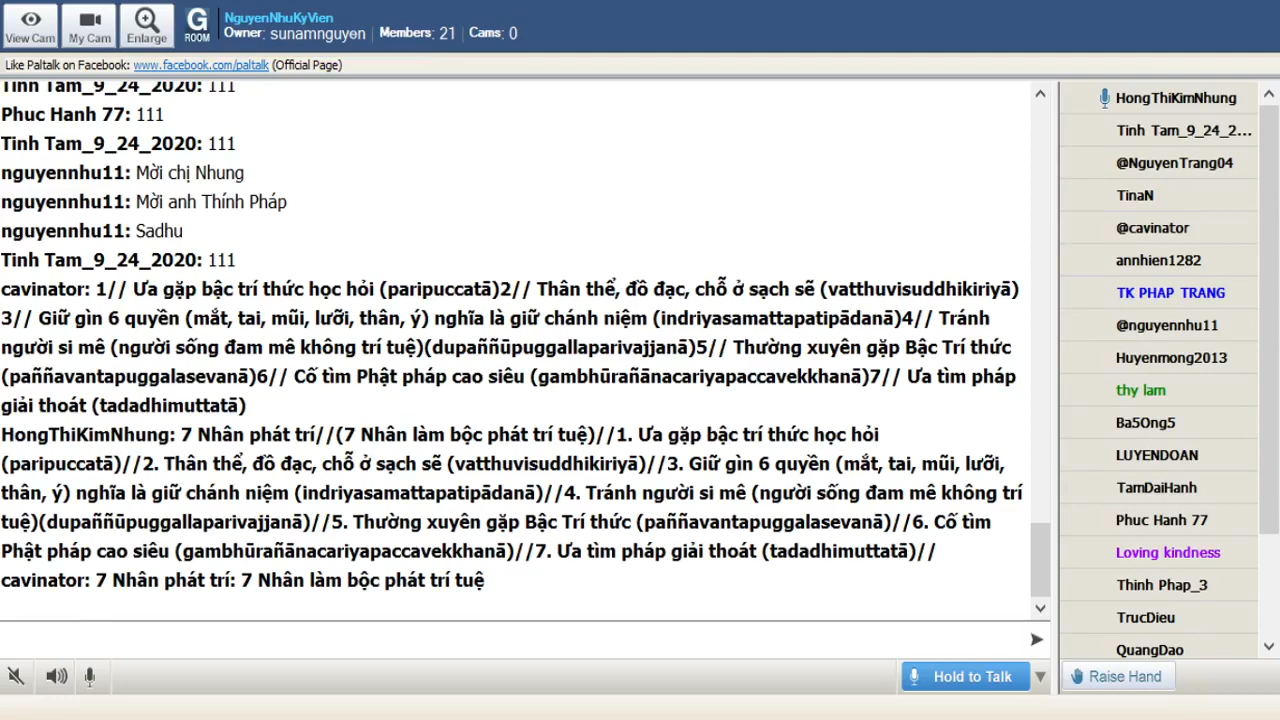 View Cam
My Cam
Enlarge
G
ROOM
NguyenNhuKyVien
Owner: sunamnguyen | Members: 21 | Cams: 0
Like Paltalk on Facebook: www.facebook.com/paltalk (Official Page)
Tinh Tam_9_24_2020: 111
Phuc Hanh 77: 111
Tinh Tam_9_24_2020: 111
nguyennhu11: Mời chị Nhung
nguyennhu11: Mời anh Thính Pháp
nguyennhu11: Sadhu
Tinh Tam_9_24_2020: 111
cavinator: 1// Ưa gặp bậc trí thức học hỏi (paripuccatā)2// Thân thể, đồ đạc, chỗ ở sạch sẽ (vatthuvisuddhikiriyā)
3// Giữ gìn 6 quyền (mắt, tai, mũi, lưỡi, thân, ý) nghĩa là giữ chánh niệm (indriyasamattapatipādanā)4// Tránh
người si mê (người sống đam mê không trí tuệ)(dupaññūpuggallaparivajjanā)5// Thường xuyên gặp Bậc Trí thức
(paññavantapuggalasevanā)6// Cố tìm Phật pháp cao siêu (gambhūrañānacariyapaccavekkhanā)7// Ưa tìm pháp
giải thoát (tadadhimuttatā)
HongThiKimNhung: 7 Nhân phát trí//(7 Nhân làm bộc phát trí tuệ)//1. Ưa gặp bậc trí thức học hỏi
(paripuccatā)//2. Thân thể, đồ đạc, chỗ ở sạch sẽ (vatthuvisuddhikiriyā)//3. Giữ gìn 6 quyền (mắt, tai, mũi, lưỡi,
thân, ý) nghĩa là giữ chánh niệm (indriyasamattapatipādanā)//4. Tránh người si mê (người sống đam mê không trí
tuệ)(dupaññūpuggallaparivajjanā)//5. Thường xuyên gặp Bậc Trí thức (paññavantapuggalasevanā)//6. Cố tìm
Phật pháp cao siêu (gambhūrañānacariyapaccavekkhanā)//7. Ưa tìm pháp giải thoát (tadadhimuttatā)//
cavinator: 7 Nhân phát trí: 7 Nhân làm bộc phát trí tuệ
HongThiKimNhung
Tinh Tam_9_24_2...
@NguyenTrang04
TinaN
@cavinator
annhien1282
TK PHAP TRANG
@nguyennhu11
Huyenmong2013
thy lam
Ba5Ong5
LUYENDOAN
TamDaiHanh
Phuc Hanh 77
Loving kindness
Thinh Phap_3
TrucDieu
QuangDao
Hold to Talk
Raise Hand